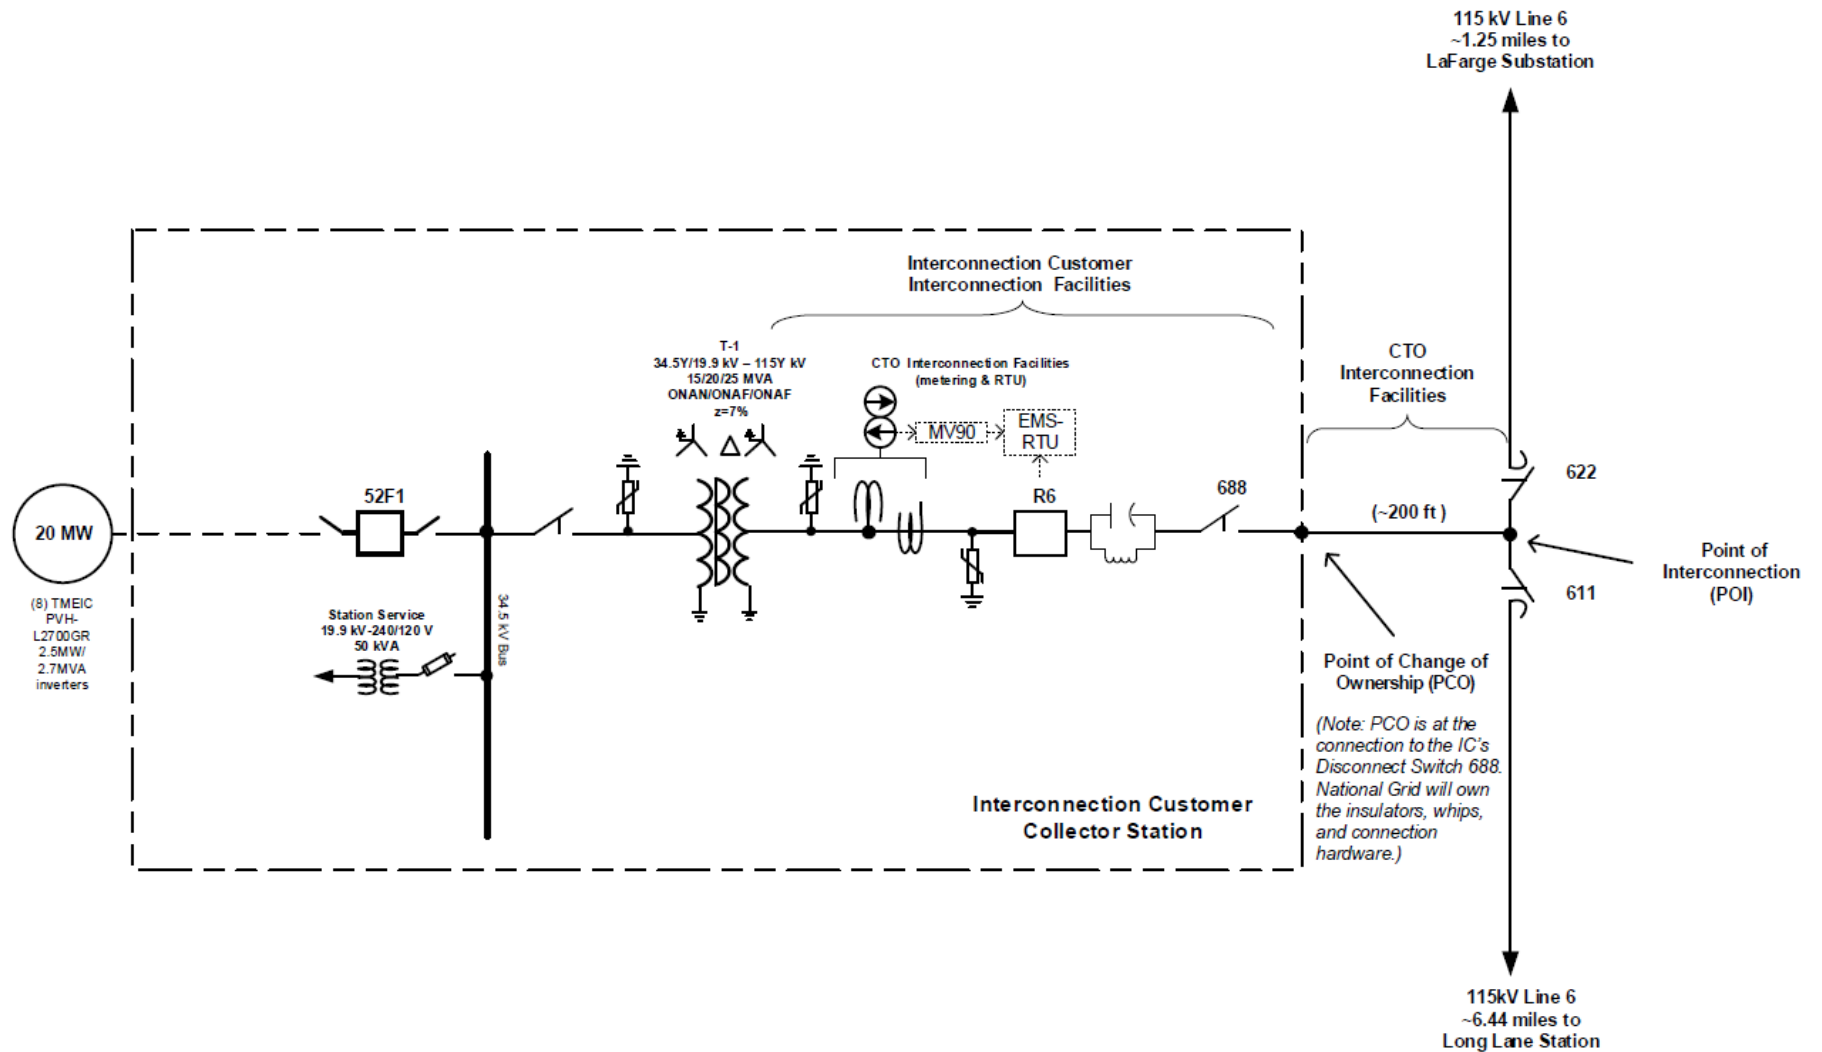 115 kV Line 6
~1.25 miles to
LaFarge Substation
Interconnection Customer
Interconnection Facilities
T-1
34.5Y/19.9 kV – 115Y kV
15/20/25 MVA
ONAN/ONAF/ONAF
z=7%
CTO Interconnection Facilities
(metering & RTU)
MV90
EMS-
RTU
CTO
Interconnection
Facilities
622
52F1
R6
688
(~200 ft )
20 MW
(8) TMEIC
PVH-
L2700GR
2.5MW/
2.7MVA
inverters
Station Service
19.9 kV-240/120 V
50 kVA
34.5 kV Bus
611
Point of
Interconnection
(POI)
Point of Change of
Ownership (PCO)
(Note: PCO is at the
connection to the IC's
Disconnect Switch 688.
National Grid will own
the insulators, whips,
and connection
hardware.)
Interconnection Customer
Collector Station
115kV Line 6
~6.44 miles to
Long Lane Station